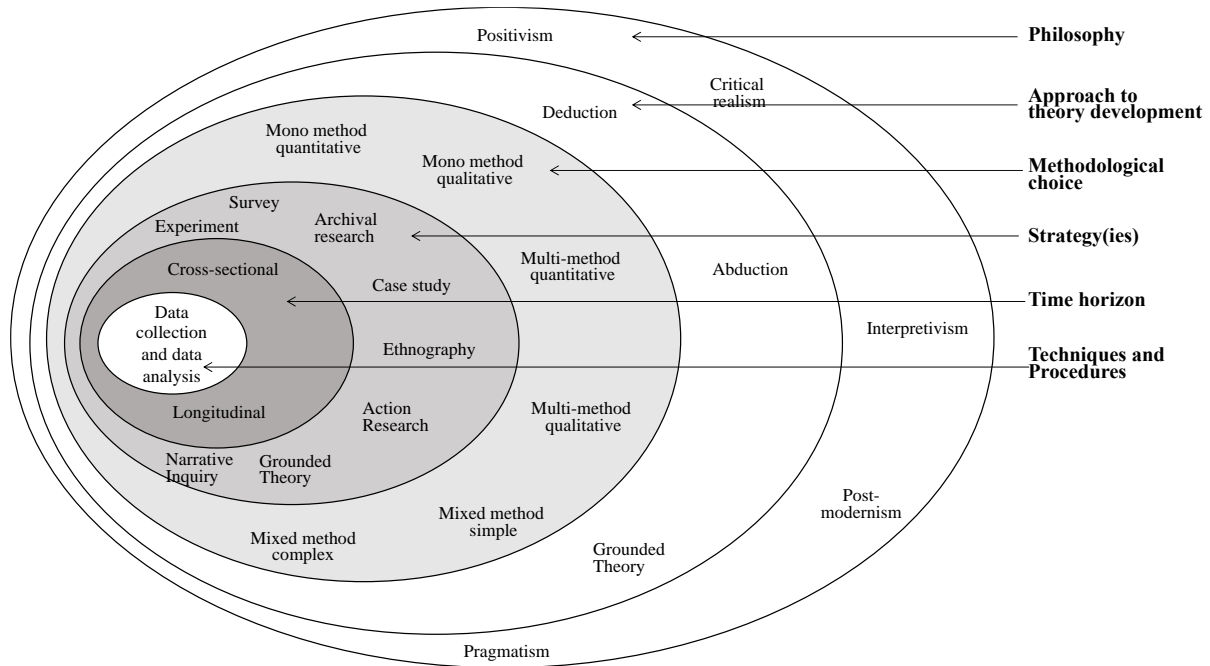 Positivism
Philosophy
Critical
realism
Deduction
Approach to
theory development
Mono method
quantitative
Mono method
qualitative
Methodological
choice
Survey
Experiment
Archival
research
Strategy(ies)
Multi-method
quantitative
Abduction
Cross-sectional
Case study
Time horizon
Data
collection
and data
analysis
Ethnography
Interpretivism
Techniques and
Procedures
Longitudinal
Action
Research
Multi-method
qualitative
Narrative
Inquiry
Grounded
Theory
Post-
modernism
Mixed method
simple
Mixed method
complex
Grounded
Theory
Pragmatism